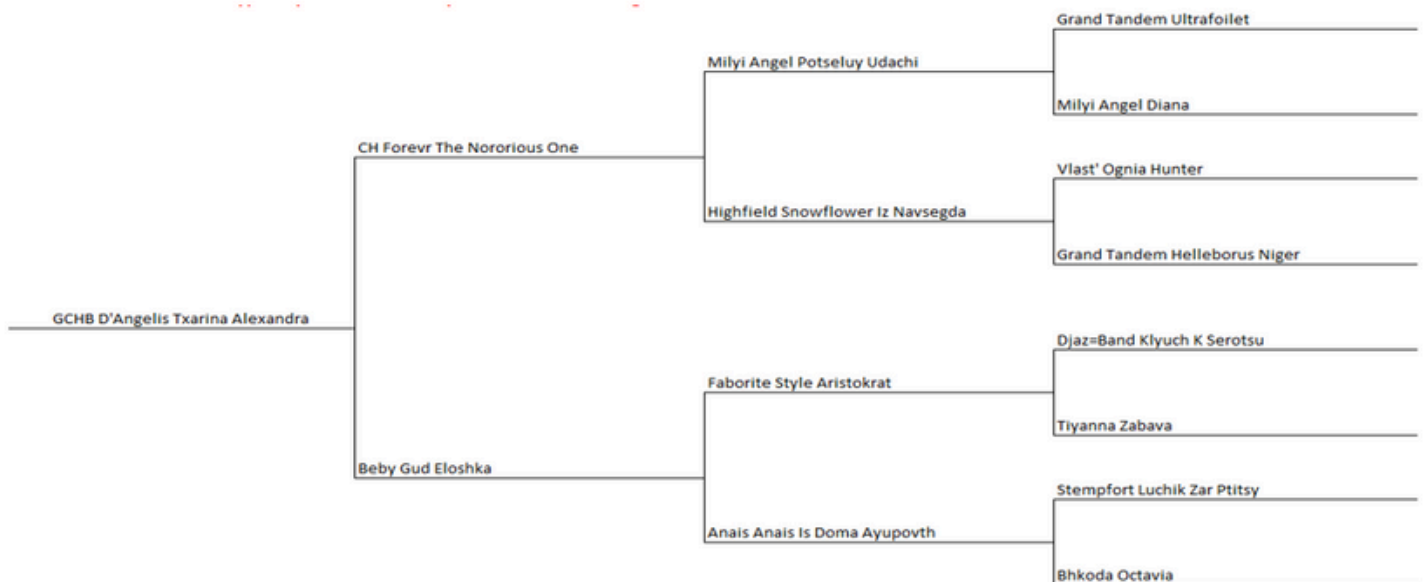 Grand Tandem Ultrafoilet
Milyi Angel Potseluy Udachi
Milyi Angel Diana
CH Forevr The Nororious One
Vlast' Ognia Hunter
Highfield Snowflower Iz Navsegda
Grand Tandem Helleborus Niger
GCHB D'Angelis Txarina Alexandra
Djaz=Band Klyuch K Serotsu
Faborite Style Aristokrat
Tiyanna Zabava
Beby Gud Eloshka
Stempfort Luchik Zar Ptitsy
Anais Anais Is Doma Ayupovth
Bhkoda Octavia